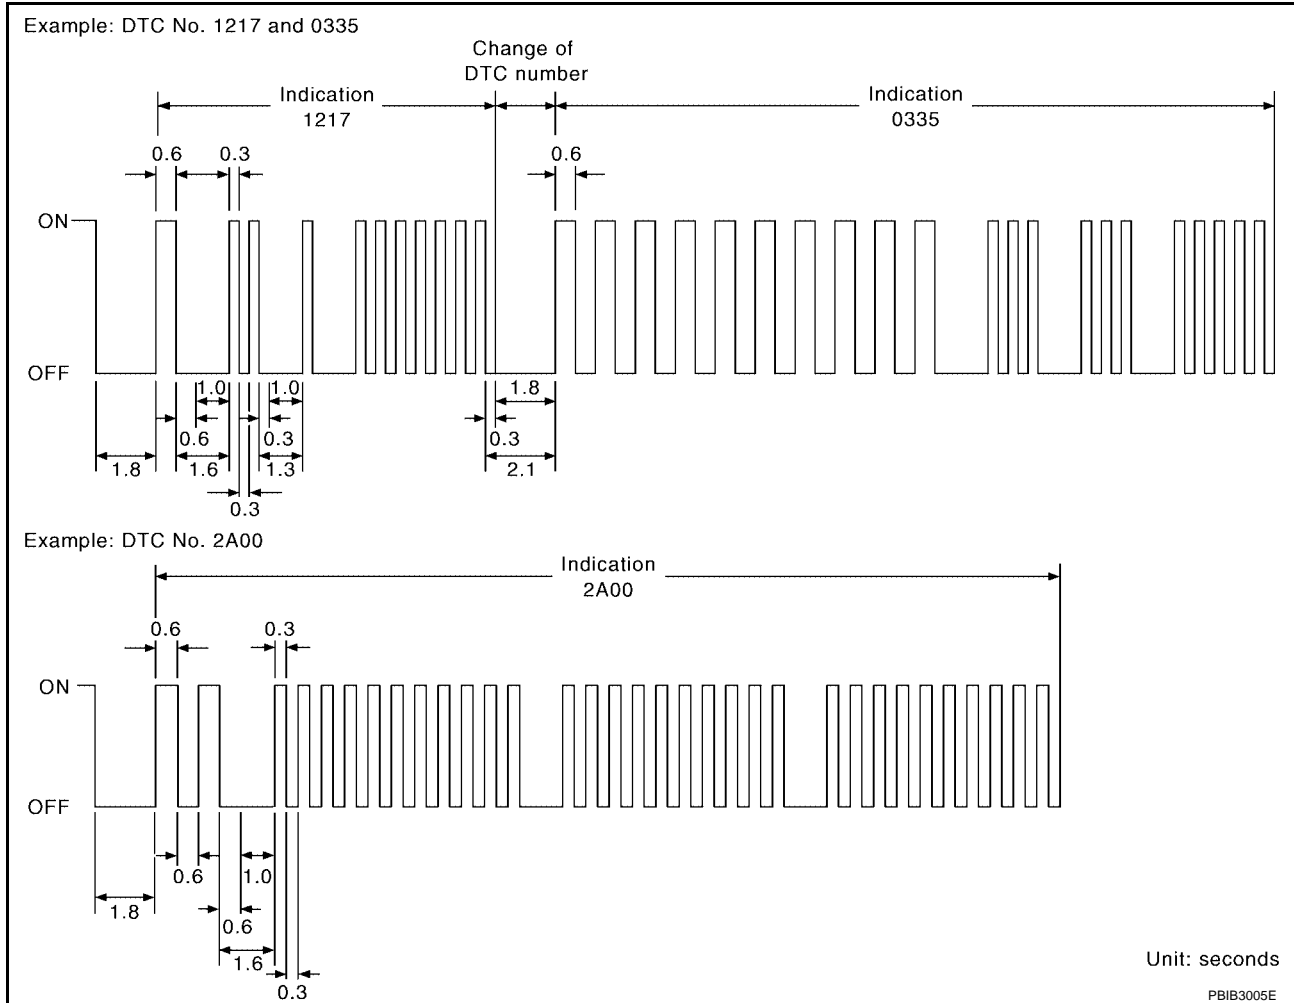 Example: DTC No. 1217 and 0335
Change of
DTC number
Indication
1217
Indication
0335
0.6
0.3
0.6
ON
OFF
1.0
1.0
1.8
0.6
0.3
0.3
1.8
1.6
1.3
2.1
0.3
Example: DTC No. 2A00
Indication
2A00
0.6
0.3
ON
OFF
0.6
1.0
1.8
0.6
1.6
0.3
Unit: seconds
PBIB3005E